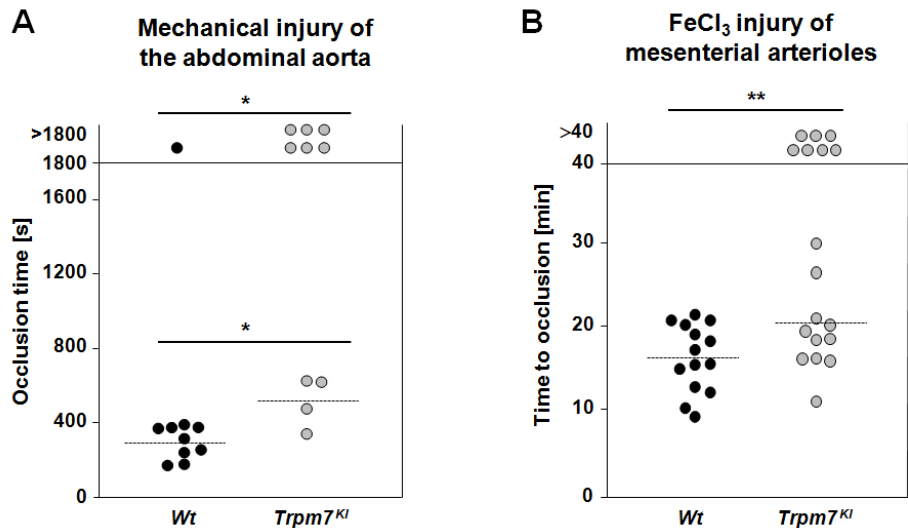 A
Mechanical injury of
the abdominal aorta
*
>1800
1800
1600
1200
800
400
0
Occlusion time [s]
*
Wt
Trpm7ᴷᴵ
B
FeCl₃ injury of
mesenterial arterioles
**
>40
40
30
20
10
0
Time to occlusion [min]
Wt
Trpm7ᴷᴵ